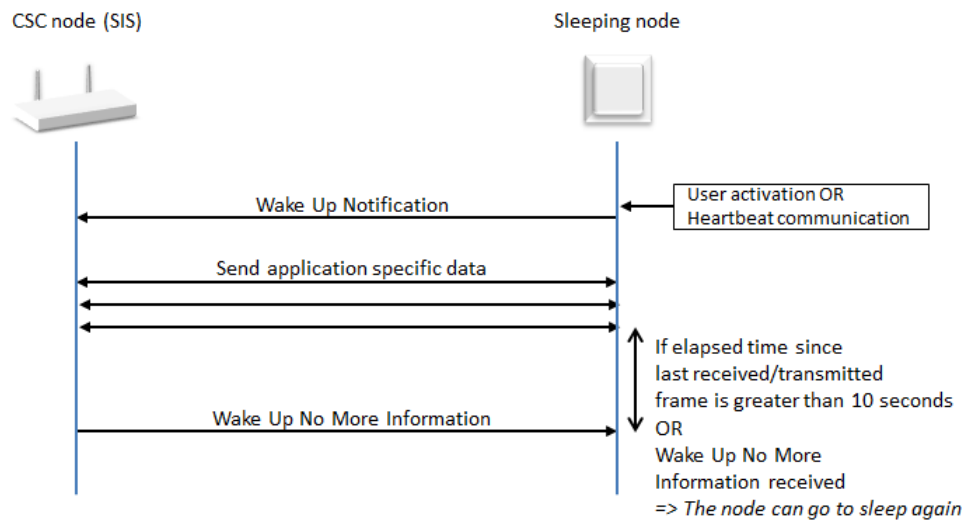 CSC node (SIS)
Sleeping node
User activation OR
Heartbeat communication
Wake Up Notification
Send application specific data
If elapsed time since
last received/transmitted
frame is greater than 10 seconds
OR
Wake Up No More
Information received
=> The node can go to sleep again
Wake Up No More Information